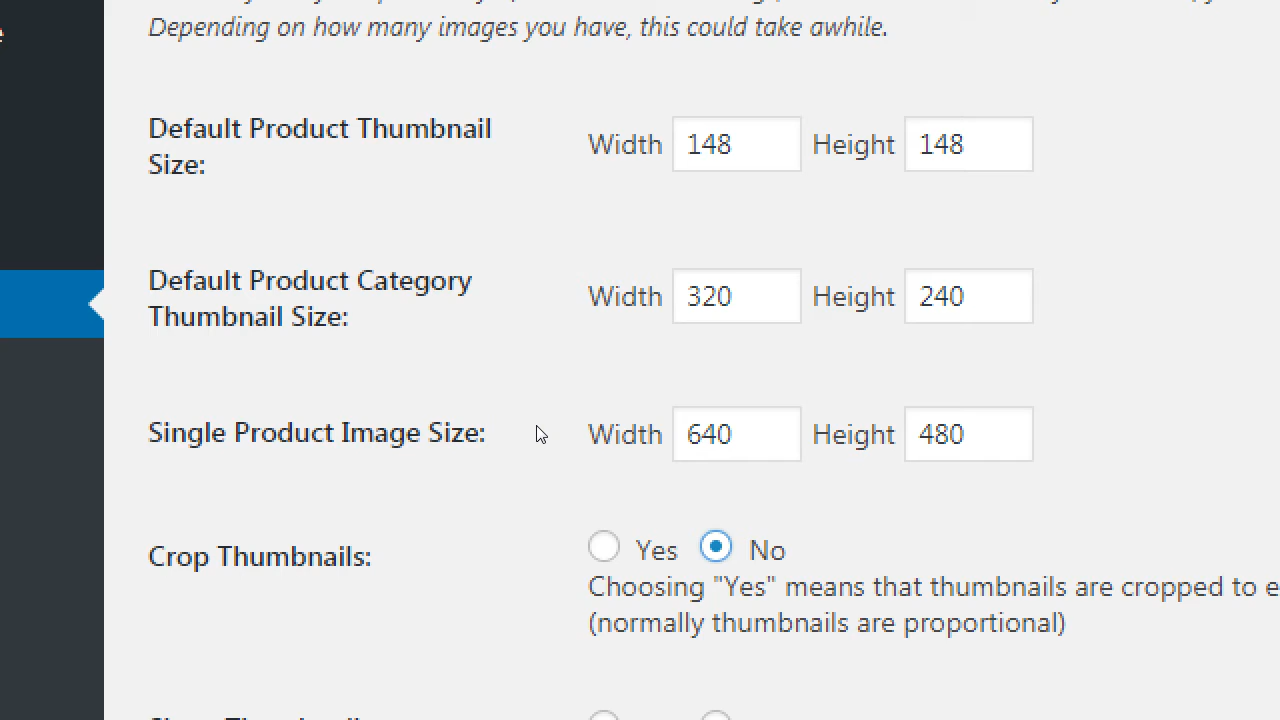 Depending on how many images you have, this could take awhile.
Default Product Thumbnail
Size:
Width 148 Height 148
Default Product Category
Thumbnail Size:
Width 320 Height 240
Single Product Image Size:
Width 640 Height 480
Crop Thumbnails:
Yes No
Choosing "Yes" means that thumbnails are cropped to e
(normally thumbnails are proportional)